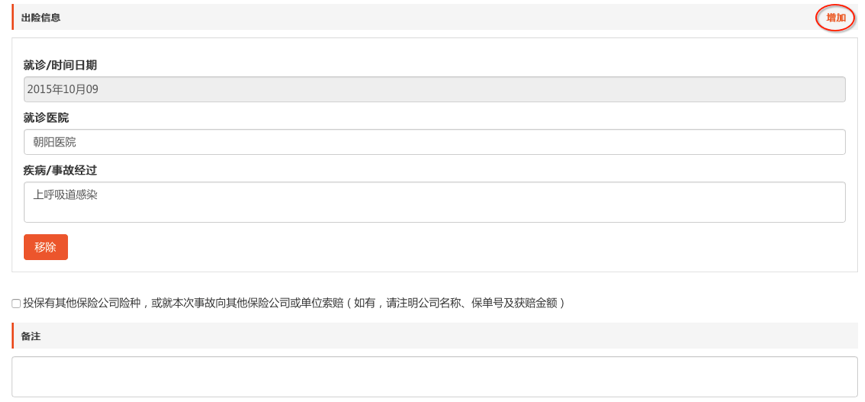 出险信息
增加
就诊/时间日期
2015年10月09
就诊医院
朝阳医院
疾病/事故经过
上呼吸道感染
移除
投保有其他保险公司险种，或就本次事故向其他保险公司或单位索赔（如有，请注明公司名称、保单号及获赔金额）
备注